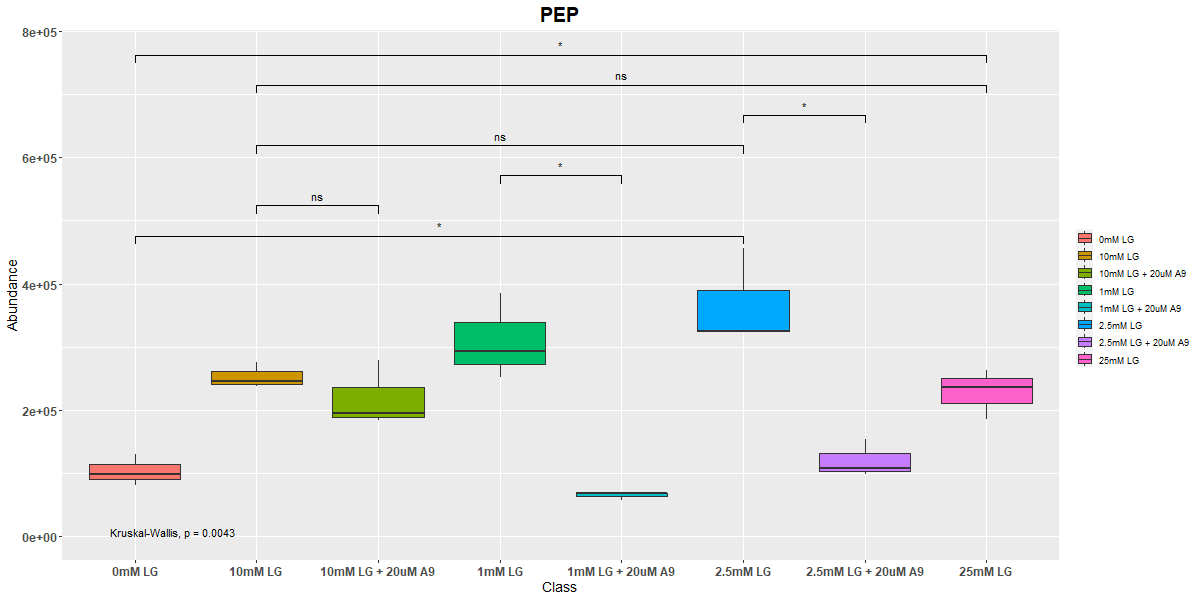 PEP
8e+05
6e+05
4e+05
2e+05
0e+00
Abundance
*
ns
*
ns
*
ns
*
Kruskal-Wallis, p = 0.0043
0mM LG
10mM LG
10mM LG + 20uM A9
1mM LG
1mM LG + 20uM A9
2.5mM LG
2.5mM LG + 20uM A9
25mM LG
Class
0mM LG
10mM LG
10mM LG + 20uM A9
1mM LG
1mM LG + 20uM A9
2.5mM LG
2.5mM LG + 20uM A9
25mM LG